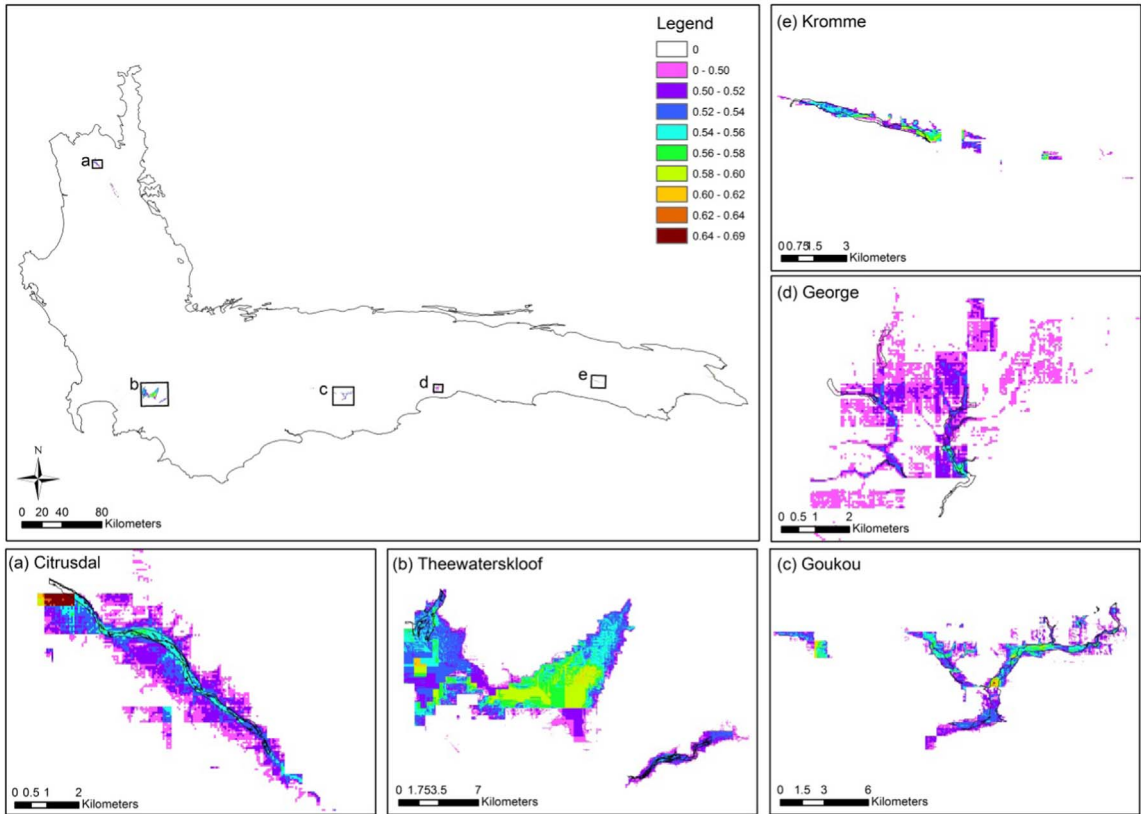 Legend
0
0 - 0.50
0.50 - 0.52
0.52 - 0.54
0.54 - 0.56
0.56 - 0.58
0.58 - 0.60
0.60 - 0.62
0.62 - 0.64
0.64 - 0.69
a
b
c
d
e
N
0 20 40 80
Kilometers
(e) Kromme
0 0.75 1.5 3
Kilometers
(d) George
0 0.5 1 2
Kilometers
(a) Citrusdal
0 0.5 1 2
Kilometers
(b) Theewaterskloof
0 1.75 3.5 7
Kilometers
(c) Goukou
0 1.5 3 6
Kilometers